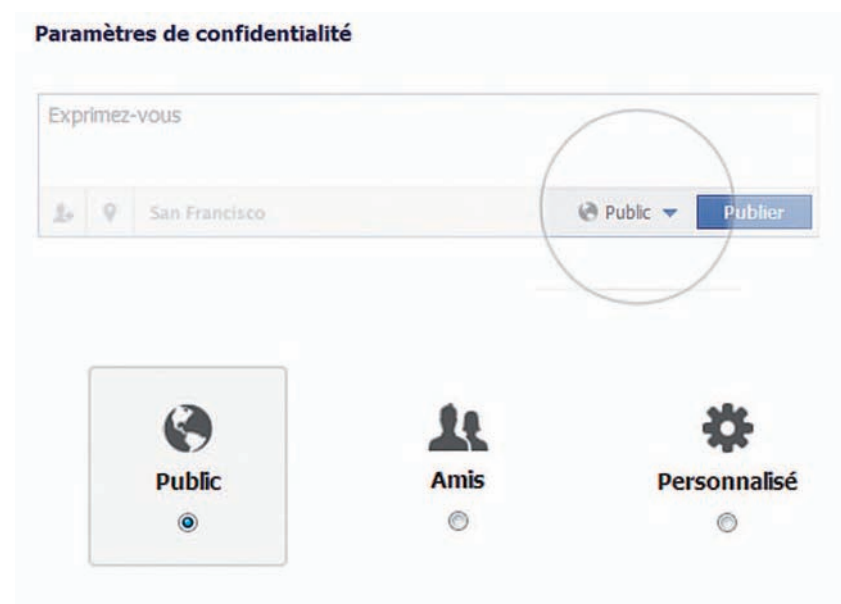 Paramètres de confidentialité
Exprimez-vous
San Francisco Public Publier
Public Amis Personnalisé